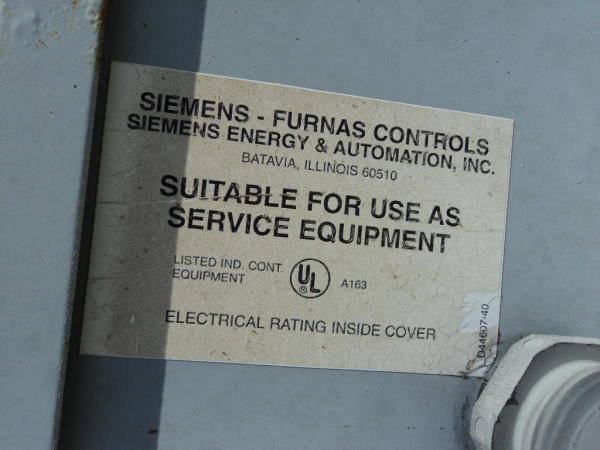 SIEMENS - FURNAS CONTROLS
SIEMENS ENERGY & AUTOMATION, INC.
BATAVIA, ILLINOIS 60510
SUITABLE FOR USE AS
SERVICE EQUIPMENT
LISTED IND. CONT.
EQUIPMENT
UL
®
A163
ELECTRICAL RATING INSIDE COVER
D44607-40